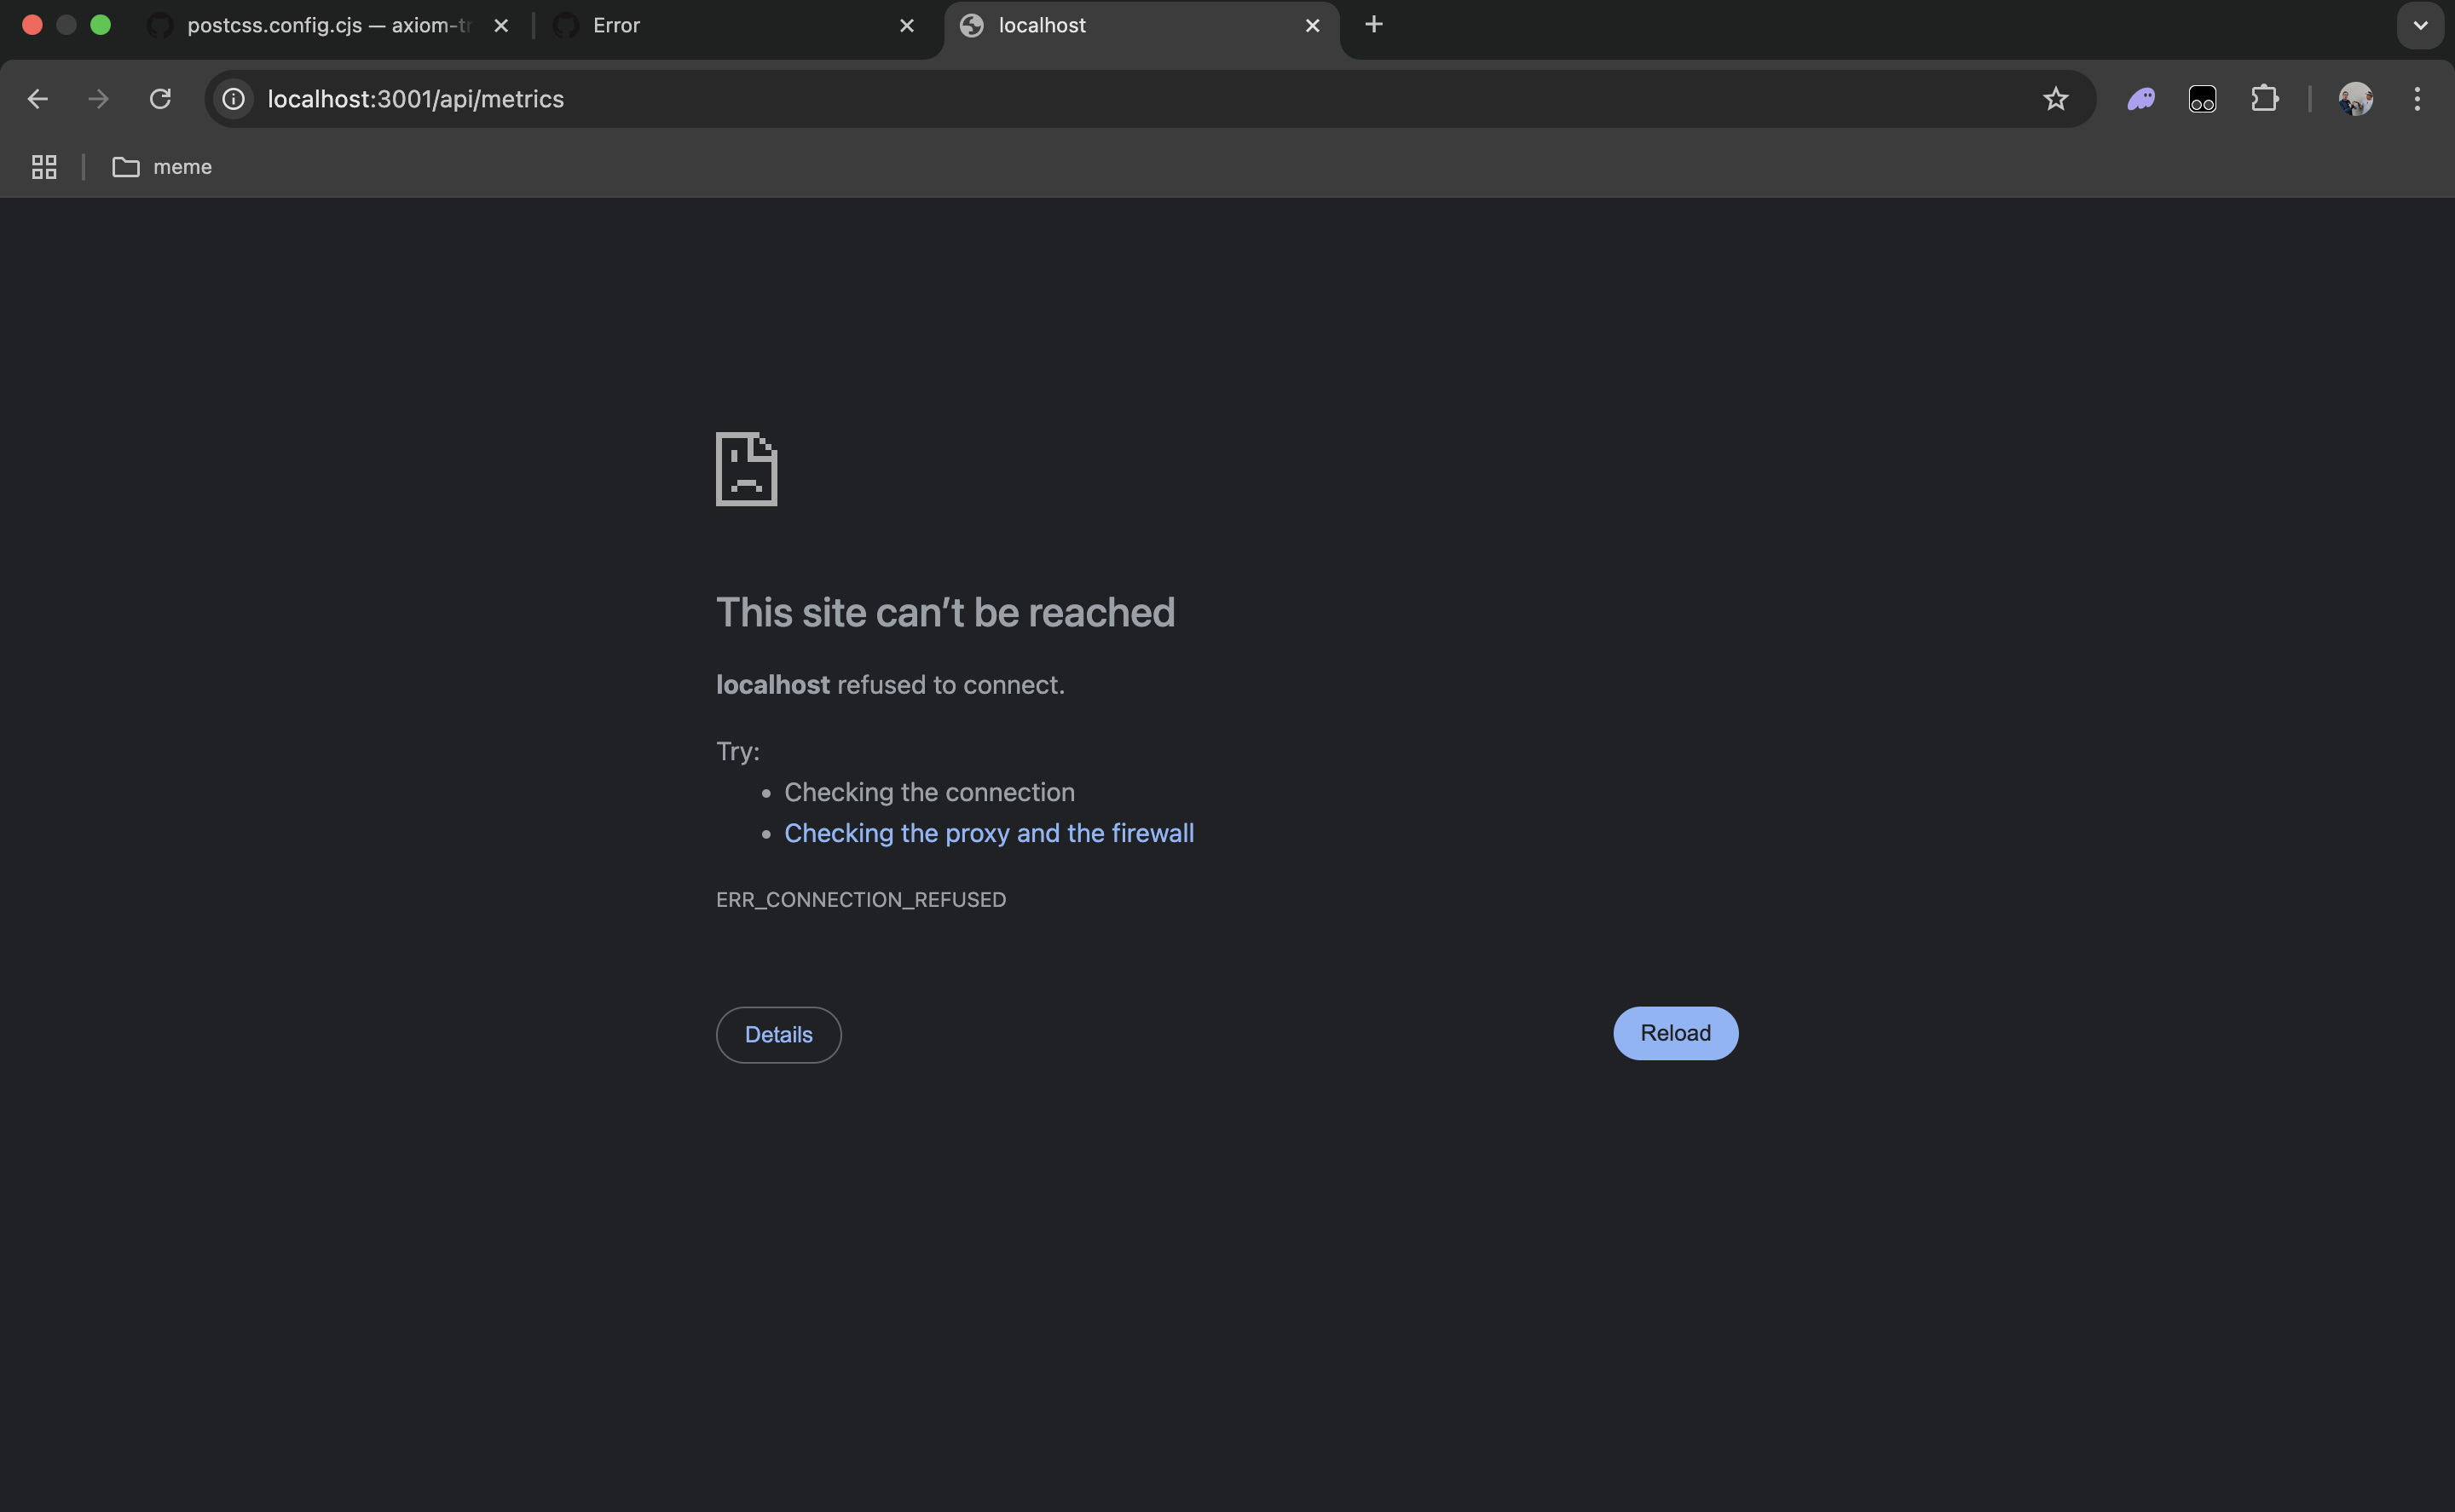 postcss.config.cjs — axiom-tr
Error
localhost
localhost:3001/api/metrics
meme
This site can’t be reached
localhost refused to connect.
Try:
• Checking the connection
• Checking the proxy and the firewall
ERR_CONNECTION_REFUSED
Details
Reload